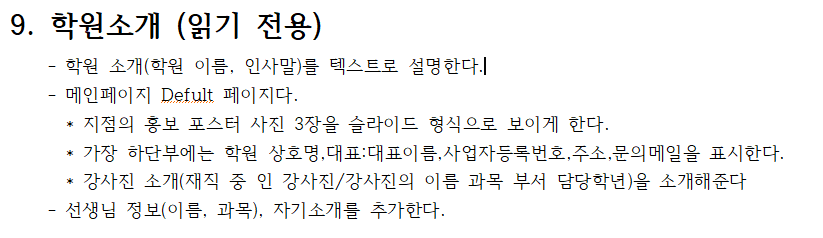 9. 학원소개 (읽기 전용)
- 학원 소개(학원 이름, 인사말)를 텍스트로 설명한다.
- 메인페이지 Defult 페이지다.
* 지점의 홍보 포스터 사진 3장을 슬라이드 형식으로 보이게 한다.
* 가장 하단부에는 학원 상호명,대표:대표이름,사업자등록번호,주소,문의메일을 표시한다.
* 강사진 소개(재직 중 인 강사진/강사진의 이름 과목 부서 담당학년)을 소개해준다
- 선생님 정보(이름, 과목), 자기소개를 추가한다.